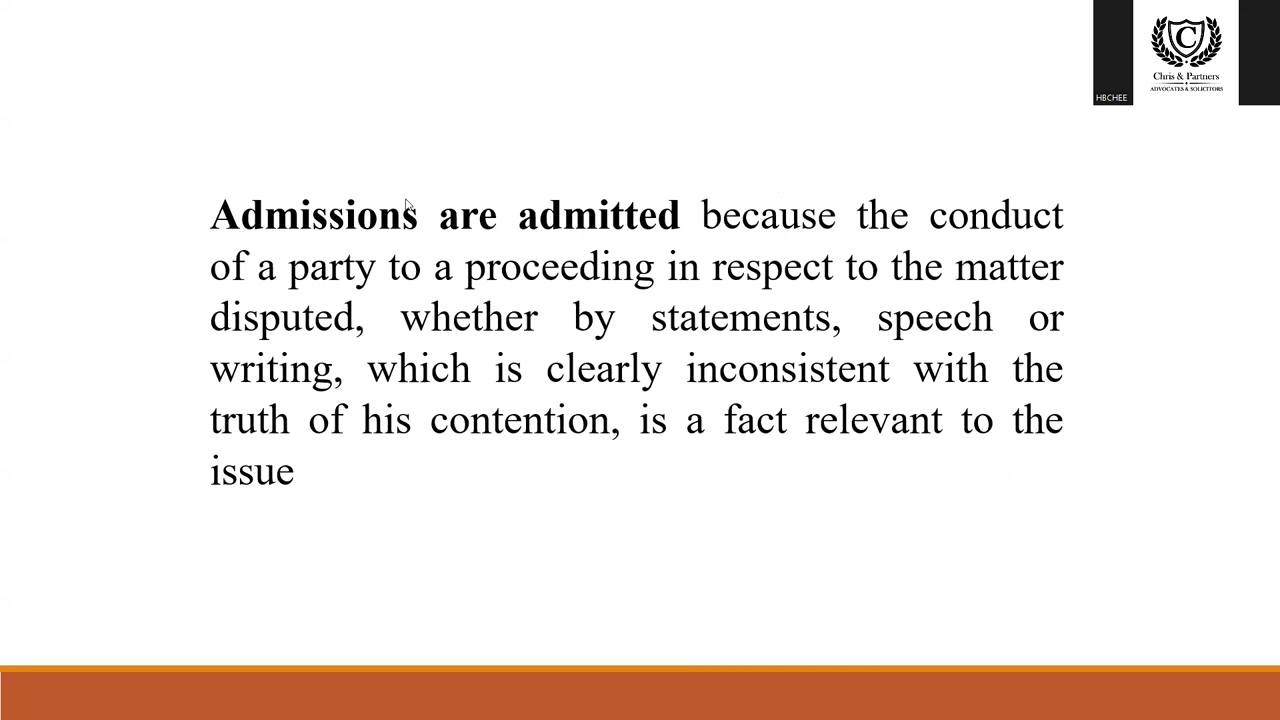 C
Chris & Partners
ADVOCATES & SOLICITORS
HBCHEE
Admissions are admitted because the conduct
of a party to a proceeding in respect to the matter
disputed, whether by statements, speech or
writing, which is clearly inconsistent with the
truth of his contention, is a fact relevant to the
issue